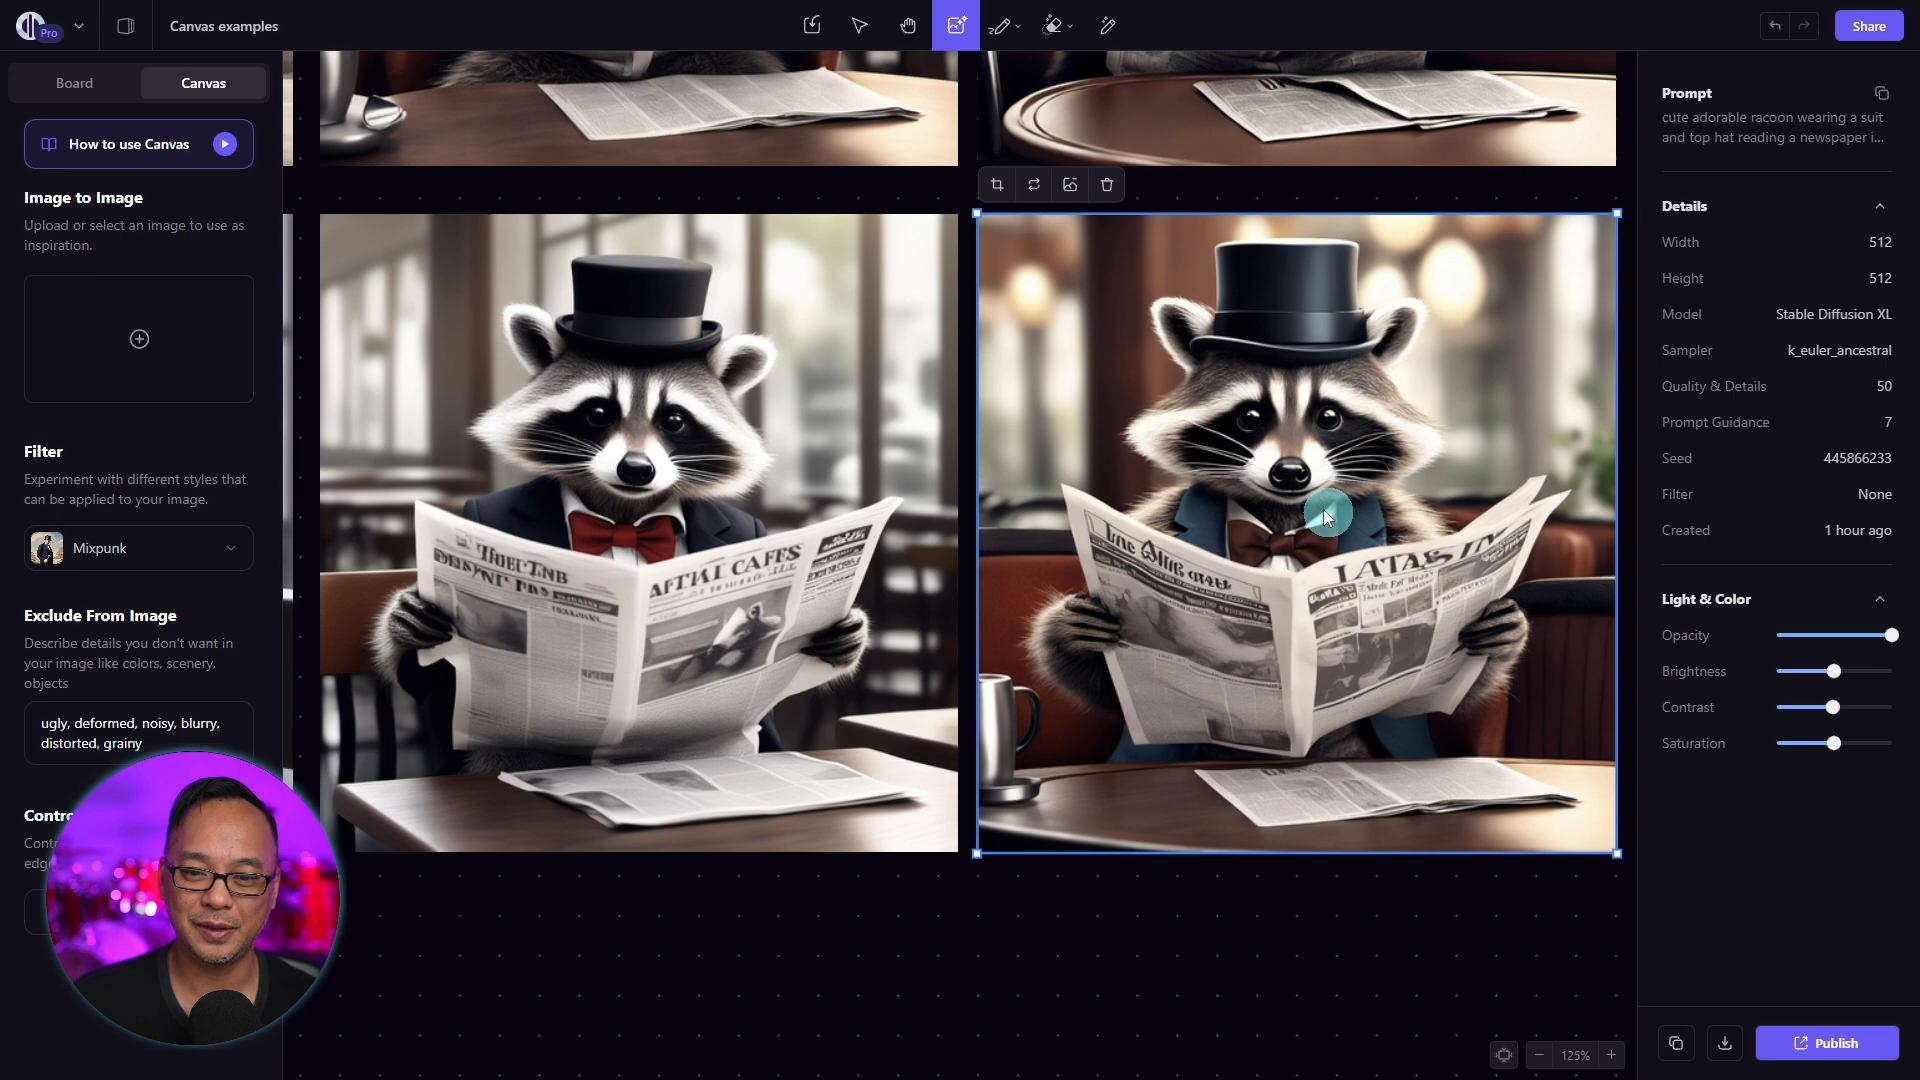 Pro
Canvas examples
Share
Board
Canvas
How to use Canvas
Image to Image
Upload or select an image to use as
inspiration.
Filter
Experiment with different styles that
can be applied to your image.
Mixpunk
Exclude From Image
Describe details you don't want in
your image like colors, scenery,
objects
ugly, deformed, noisy, blurry,
distorted, grainy
Prompt
cute adorable racoon wearing a suit
and top hat reading a newspaper i...
Details
Width 512
Height 512
Model Stable Diffusion XL
Sampler k_euler_ancestral
Quality & Details 50
Prompt Guidance 7
Seed 445866233
Filter None
Created 1 hour ago
Light & Color
Opacity
Brightness
Contrast
Saturation
125%
Publish